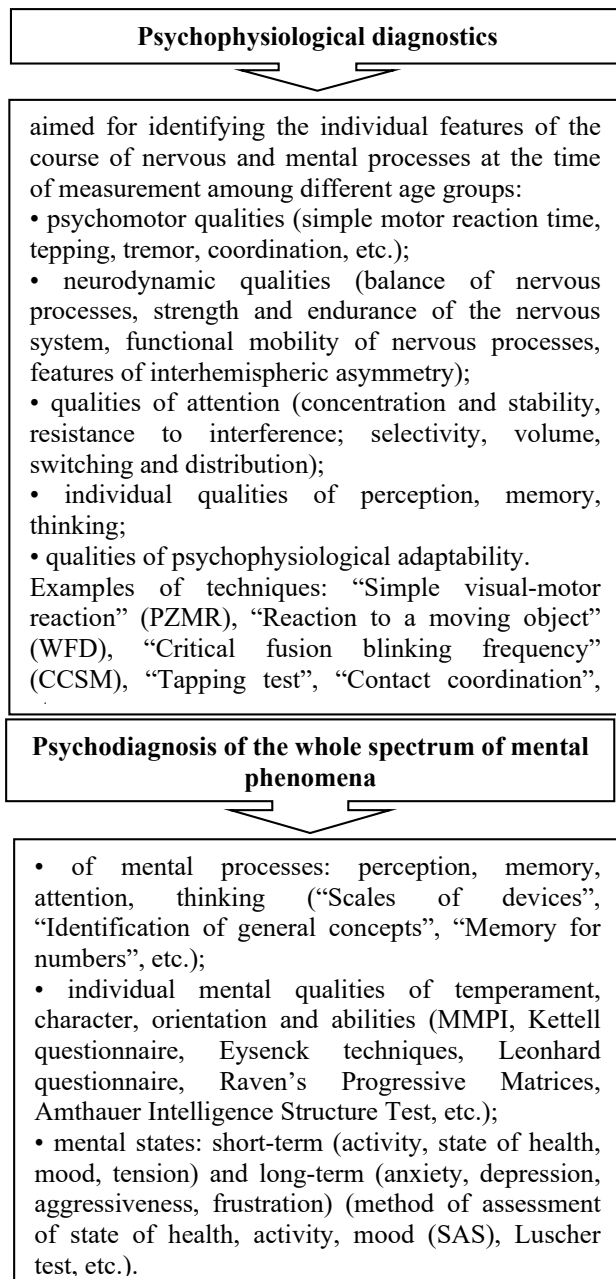 Psychophysiological diagnostics
aimed for identifying the individual features of the
course of nervous and mental processes at the time
of measurement amoung different age groups:
• psychomotor qualities (simple motor reaction time,
tepping, tremor, coordination, etc.);
• neurodynamic qualities (balance of nervous
processes, strength and endurance of the nervous
system, functional mobility of nervous processes,
features of interhemispheric asymmetry);
• qualities of attention (concentration and stability,
resistance to interference; selectivity, volume,
switching and distribution);
• individual qualities of perception, memory,
thinking;
• qualities of psychophysiological adaptability.
Examples of techniques: “Simple visual-motor
reaction” (PZMR), “Reaction to a moving object”
(WFD), “Critical fusion blinking frequency”
(CCSM), “Tapping test”, “Contact coordination”,
Psychodiagnosis of the whole spectrum of mental
phenomena
• of mental processes: perception, memory,
attention, thinking (“Scales of devices”,
“Identification of general concepts”, “Memory for
numbers”, etc.);
• individual mental qualities of temperament,
character, orientation and abilities (MMPI, Kettell
questionnaire, Eysenck techniques, Leonhard
questionnaire, Raven’s Progressive Matrices,
Amthauer Intelligence Structure Test, etc.);
• mental states: short-term (activity, state of health,
mood, tension) and long-term (anxiety, depression,
aggressiveness, frustration) (method of assessment
of state of health, activity, mood (SAS), Luscher
test, etc.).